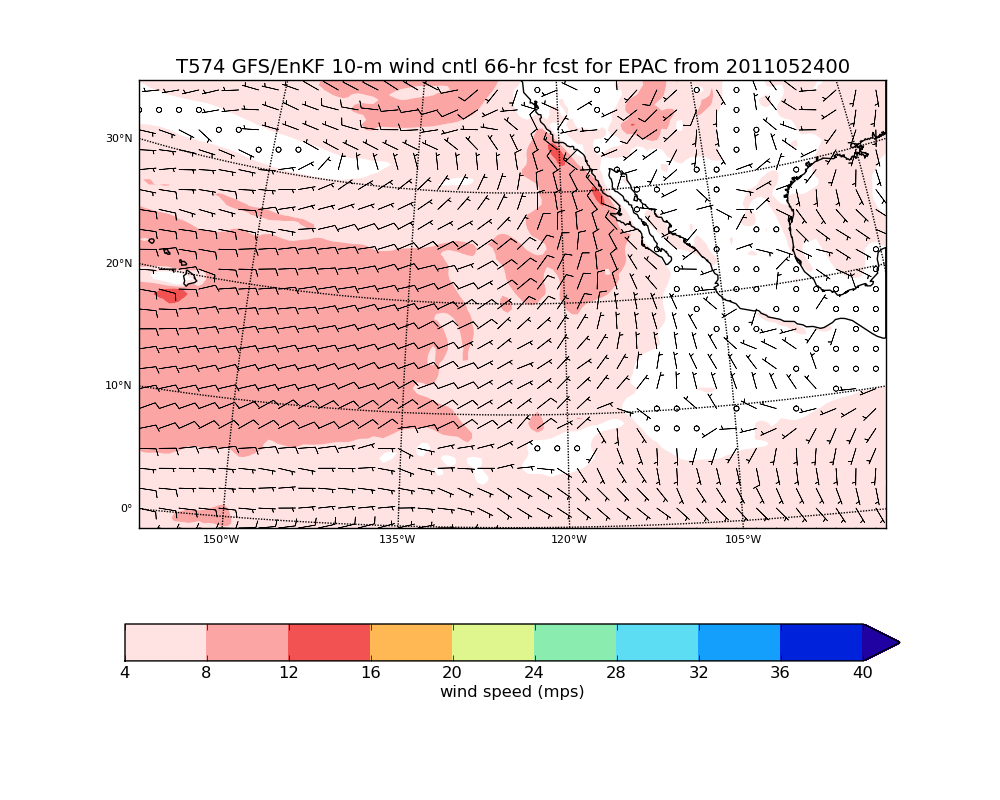 T574 GFS/EnKF 10-m wind cntl 66-hr fcst for EPAC from 2011052400
30°N
20°N
10°N
0°
150°W 135°W 120°W 105°W
4 8 12 16 20 24 28 32 36 40
wind speed (mps)